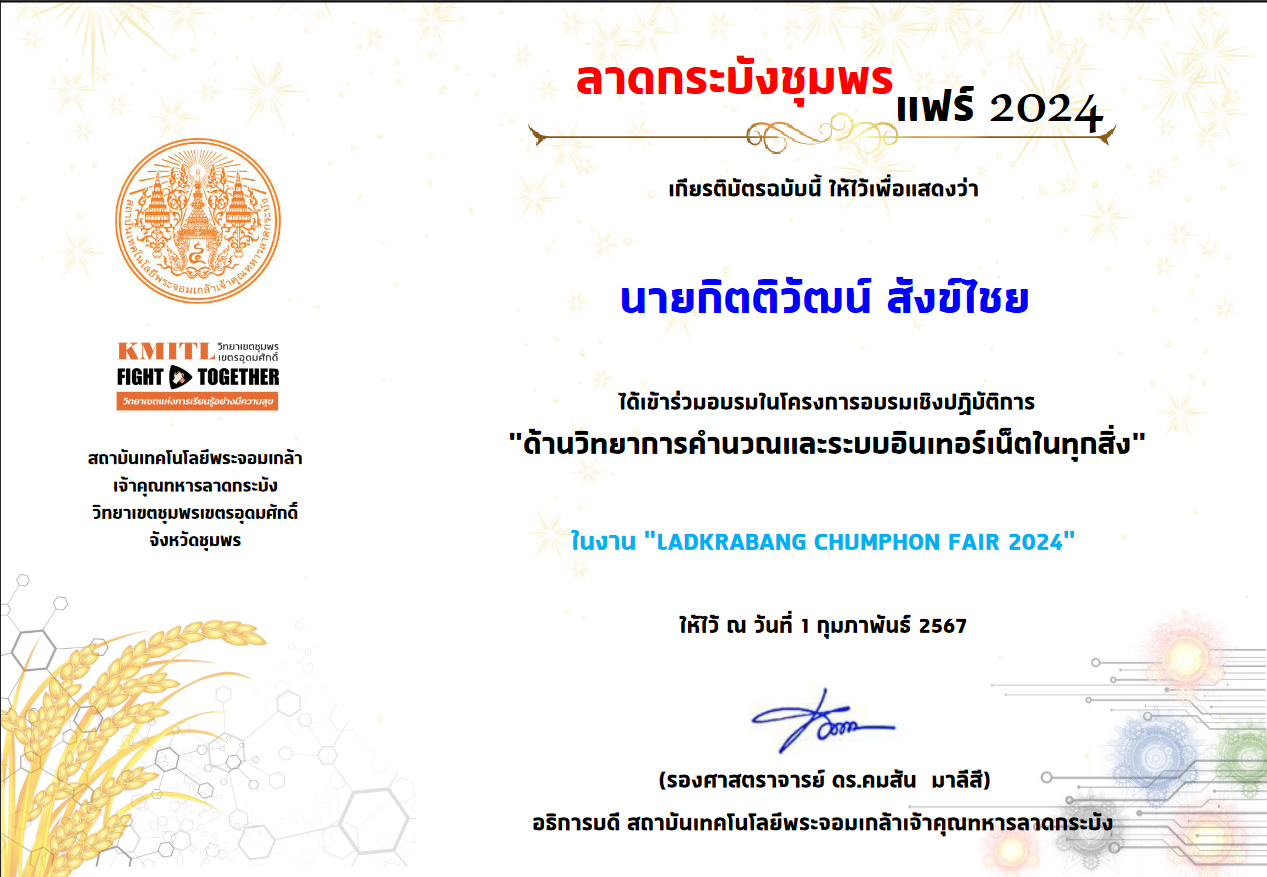 ลาดกระบังชุมพร
แฟร์ 2024
เกียรติบัตรฉบับนี้ ให้ไว้เพื่อแสดงว่า
นายกิตติวัฒน์ สังข์ไชย
ได้เข้าร่วมอบรมในโครงการอบรมเชิงปฏิบัติการ
"ด้านวิทยาการคำนวณและระบบอินเทอร์เน็ตในทุกสิ่ง"
ในงาน "LADKRABANG CHUMPHON FAIR 2024"
ให้ไว้ ณ วันที่ 1 กุมภาพันธ์ 2567
(รองศาสตราจารย์ ดร.คมสัน มาลีสี)
อธิการบดี สถาบันเทคโนโลยีพระจอมเกล้าเจ้าคุณทหารลาดกระบัง
สถาบันเทคโนโลยีพระจอมเกล้าเจ้าคุณทหารลาดกระบัง
KMITL วิทยาเขตชุมพร
เขตรอุดมศักดิ์
FIGHT TOGETHER
วิทยาเขตแห่งการเรียนรู้อย่างมีความสุข
สถาบันเทคโนโลยีพระจอมเกล้า
เจ้าคุณทหารลาดกระบัง
วิทยาเขตชุมพรเขตรอุดมศักดิ์
จังหวัดชุมพร